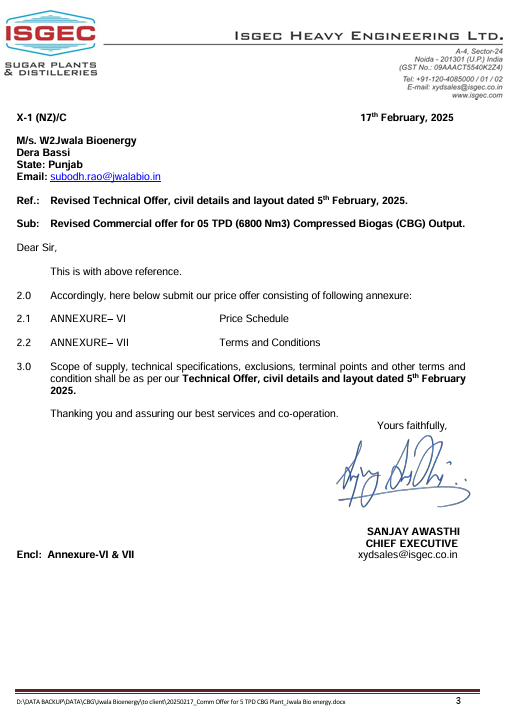 ISGEC
SUGAR PLANTS
& DISTILLERIES
ISGEC HEAVY ENGINEERING LTD.
A-4, Sector-24
Noida - 201301 (U.P.) India
(GST No.: 09AAACT5540K2Z4)
Tel: +91-120-4085000 / 01 / 02
E-mail: xydsales@isgec.co.in
www.isgec.com
X-1 (NZ)/C 17th February, 2025
M/s. W2Jwala Bioenergy
Dera Bassi
State: Punjab
Email: subodh.rao@jwalabio.in
Ref.: Revised Technical Offer, civil details and layout dated 5th February, 2025.
Sub: Revised Commercial offer for 05 TPD (6800 Nm3) Compressed Biogas (CBG) Output.
Dear Sir,
This is with above reference.
2.0 Accordingly, here below submit our price offer consisting of following annexure:
2.1 ANNEXURE– VI Price Schedule
2.2 ANNEXURE– VII Terms and Conditions
3.0 Scope of supply, technical specifications, exclusions, terminal points and other terms and
condition shall be as per our Technical Offer, civil details and layout dated 5th February
2025.
Thanking you and assuring our best services and co-operation.
Yours faithfully,
SANJAY AWASTHI
CHIEF EXECUTIVE
Encl: Annexure-VI & VII xydsales@isgec.co.in
D:\DATA BACKUP\DATA\CBG\Jwala Bioenergy\to client\20250217_Comm Offer for 5 TPD CBG Plant_Jwala Bio energy.docx 3